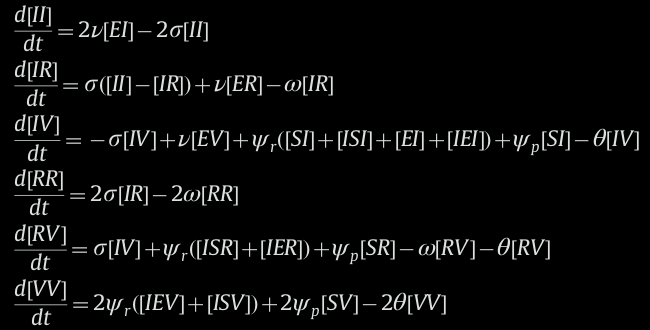 d[II]/dt = 2ν[EI] − 2σ[II]
d[IR]/dt = σ([II] − [IR]) + ν[ER] − ω[IR]
d[IV]/dt = −σ[IV] + ν[EV] + ψ_r([SI] + [ISI] + [EI] + [IEI]) + ψ_p[SI] − θ[IV]
d[RR]/dt = 2σ[IR] − 2ω[RR]
d[RV]/dt = σ[IV] + ψ_r([ISR] + [IER]) + ψ_p[SR] − ω[RV] − θ[RV]
d[VV]/dt = 2ψ_r([IEV] + [ISV]) + 2ψ_p[SV] − 2θ[VV]